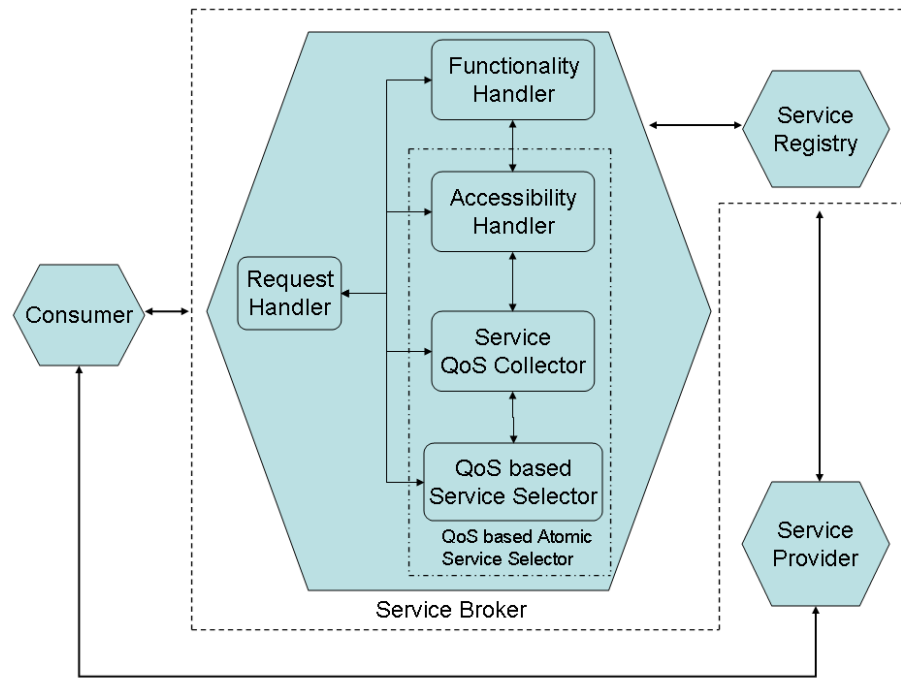 Functionality
Handler
Service
Registry
Accessibility
Handler
Request
Handler
Consumer
Service
QoS Collector
QoS based
Service Selector
QoS based Atomic
Service Selector
Service
Provider
Service Broker